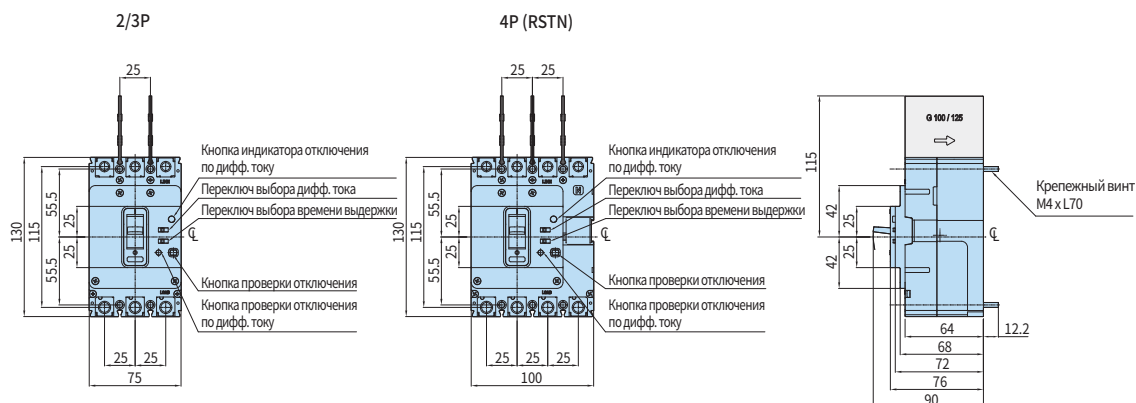 2/3P
25
Кнопка индикатора отключения
по дифф. току
Переключ выбора дифф. тока
Переключ выбора времени выдержки
130
115
55.5
55.5
25
25
Кнопка проверки отключения
Кнопка проверки отключения
по дифф. току
25
25
75
4P (RSTN)
25
25
Кнопка индикатора отключения
по дифф. току
Переключ выбора дифф. тока
Переключ выбора времени выдержки
130
115
55.5
55.5
25
25
N
Кнопка проверки отключения
Кнопка проверки отключения
по дифф. току
25
25
25
100
G 100 / 125
115
42
25
25
42
Крепежный винт
M4 x L70
64
12.2
68
72
76
90